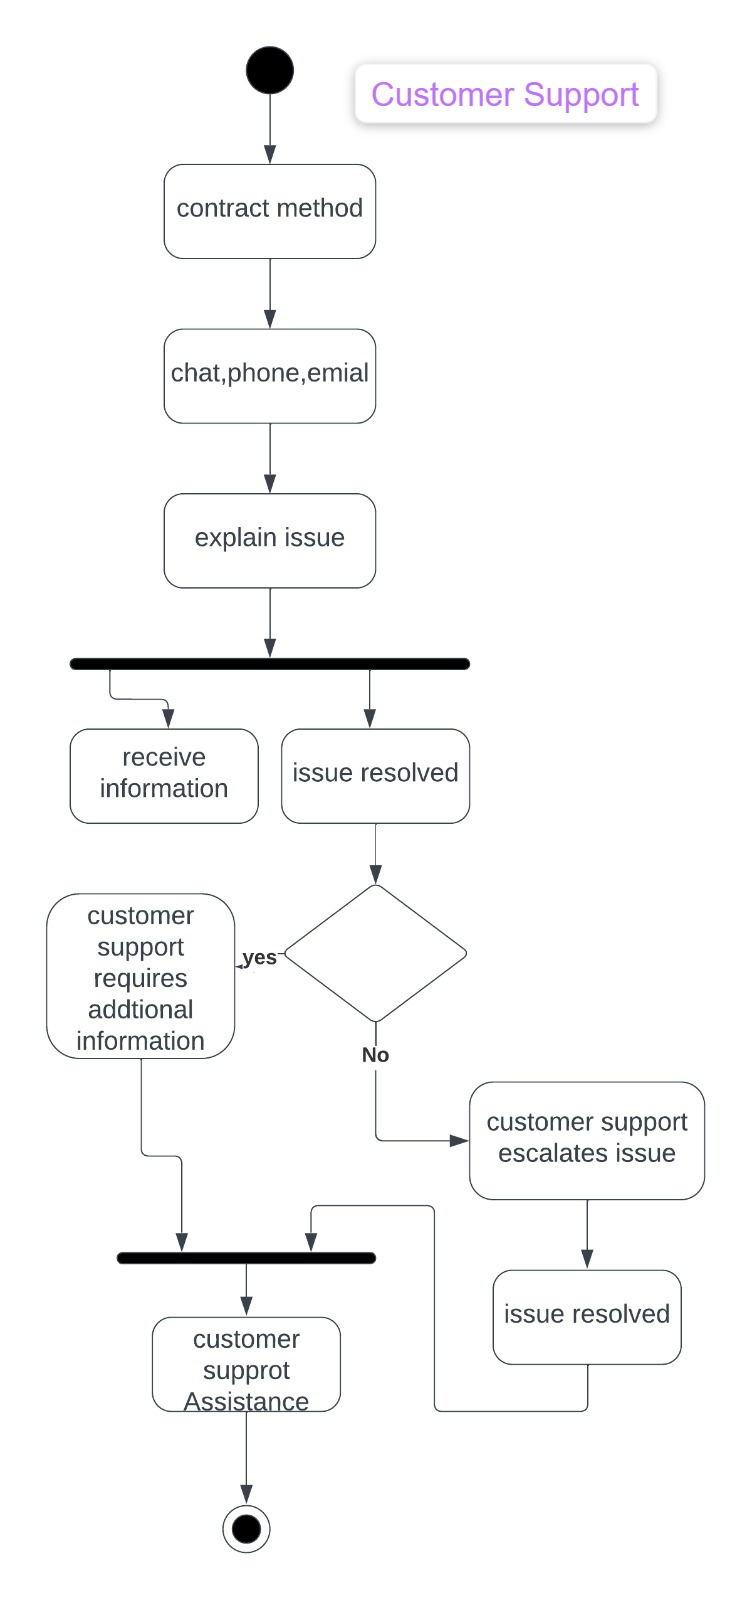 Customer Support
contract method
chat,phone,emial
explain issue
receive
information
issue resolved
customer
support
requires
addtional
information
yes
No
customer support
escalates issue
issue resolved
customer
supprot
Assistance